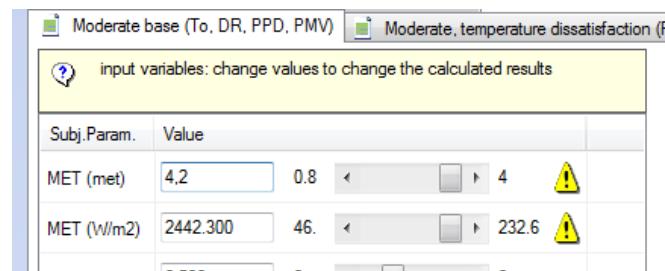 Moderate base (To, DR, PPD, PMV) Moderate, temperature dissatisfaction (
input variables: change values to change the calculated results
Subj.Param. Value
MET (met) 4,2 0.8 4
MET (W/m2) 2442.300 46. 232.6